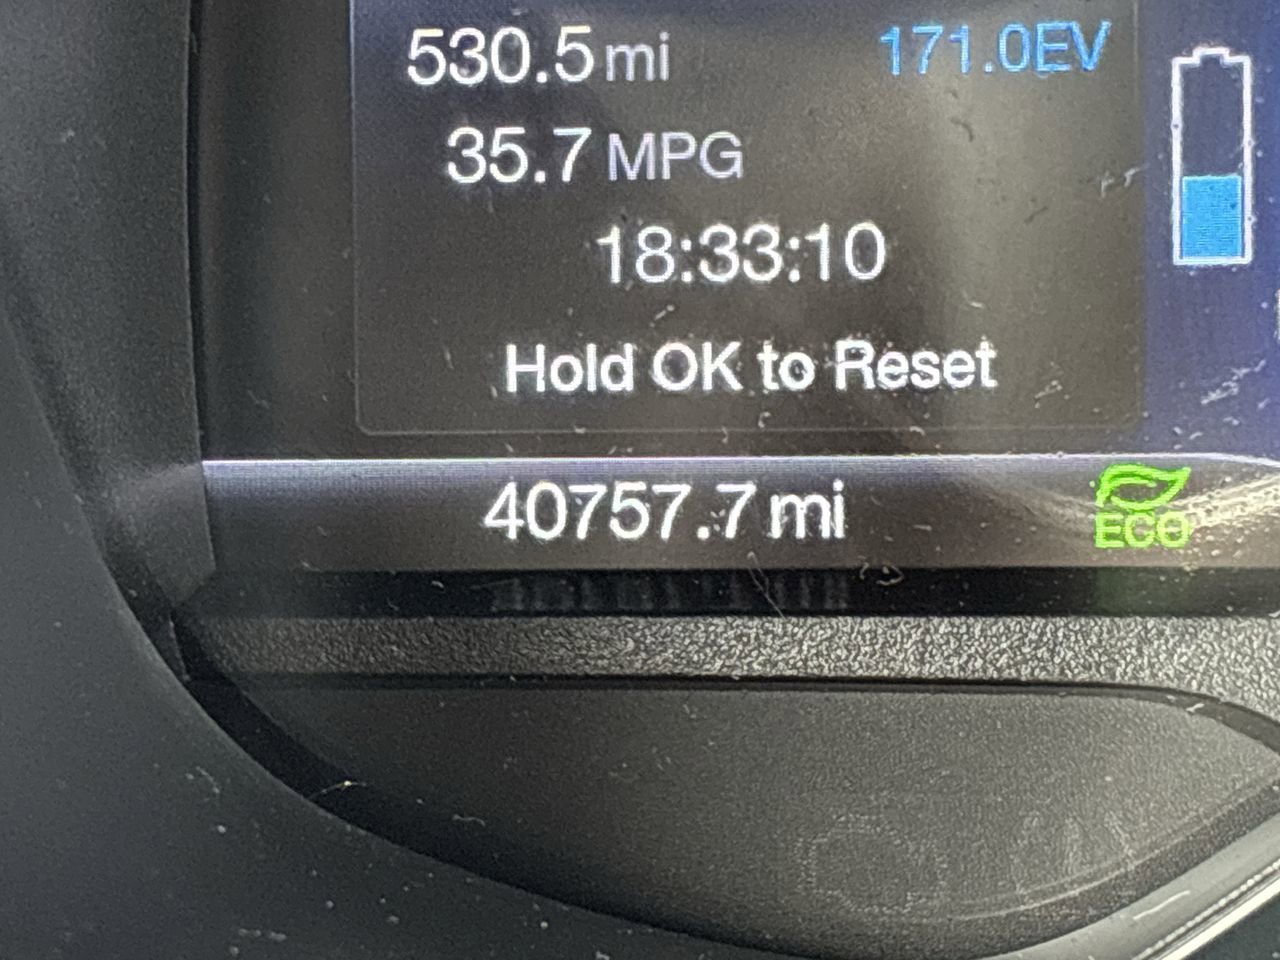 530.5 mi 171.0EV
35.7 MPG
18:33:10
Hold OK to Reset
40757.7 mi
ECO